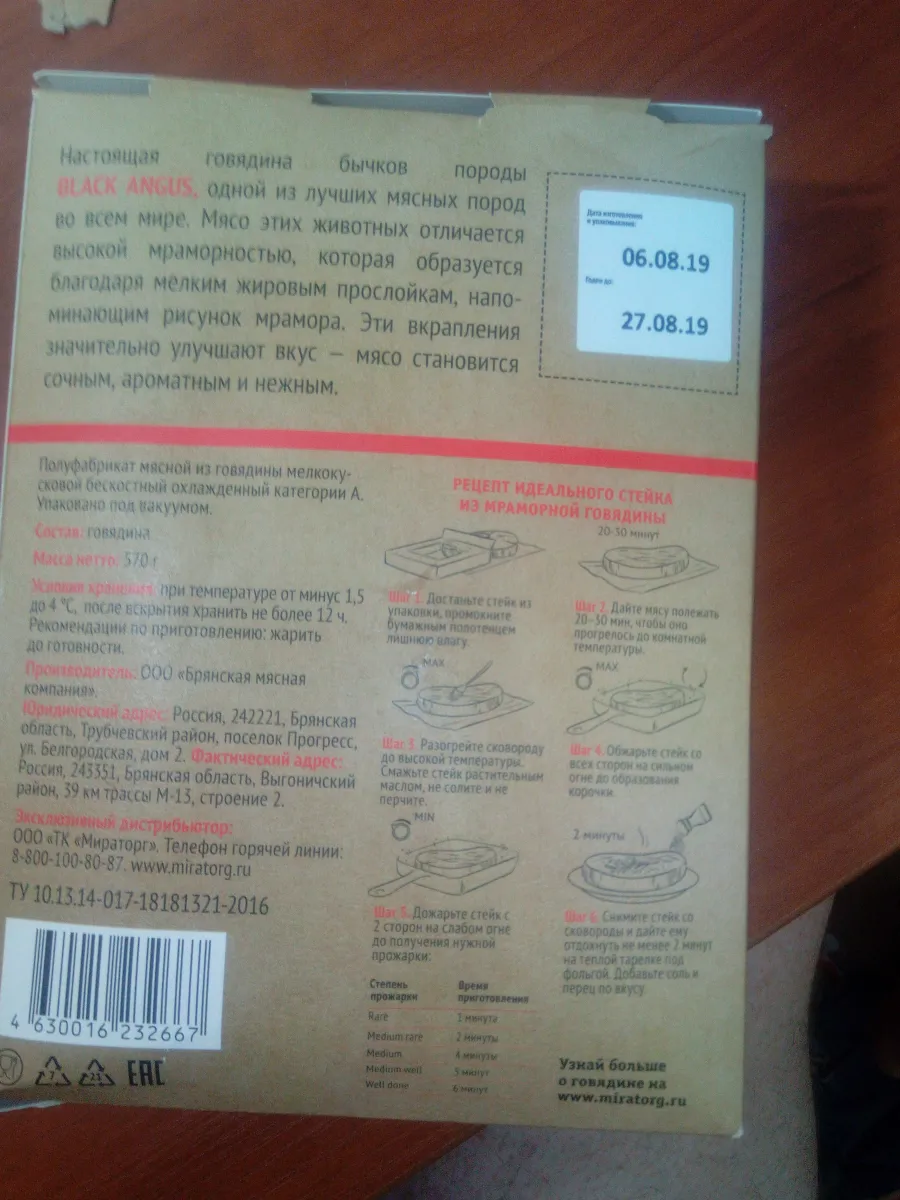 Настоящая говядина бычков породы
BLACK ANGUS, одной из лучших мясных пород
во всем мире. Мясо этих животных отличается
высокой мраморностью, которая образуется
благодаря мелким жировым прослойкам, напо-
минающим рисунок мрамора. Эти вкрапления
значительно улучшают вкус — мясо становится
сочным, ароматным и нежным.
Дата изготовления
и упаковывания:
06.08.19
Годен до:
27.08.19
Полуфабрикат мясной из говядины мелкоку-
сковой бескостный охлажденный категории А.
Упаковано под вакуумом.
Состав: говядина
Масса нетто: 570 г
Условия хранения: при температуре от минус 1,5
до 4 °С, после вскрытия хранить не более 12 ч.
Рекомендации по приготовлению: жарить
до готовности.
Производитель: ООО «Брянская мясная
компания».
Юридический адрес: Россия, 242221, Брянская
область, Трубчевский район, поселок Прогресс,
ул. Белгородская, дом 2. Фактический адрес:
Россия, 243351, Брянская область, Выгоничский
район, 39 км трассы М-13, строение 2.
Эксклюзивный дистрибьютор:
ООО «ТК «Мираторг». Телефон горячей линии:
8-800-100-80-87. www.miratorg.ru
ТУ 10.13.14-017-18181321-2016
4 630016 232667
7 21 EAC
РЕЦЕПТ ИДЕАЛЬНОГО СТЕЙКА
ИЗ МРАМОРНОЙ ГОВЯДИНЫ
20-30 минут
Шаг 1. Достаньте стейк из
упаковки, промокните
бумажным полотенцем
лишнюю влагу.
Шаг 2. Дайте мясу полежать
20–30 мин, чтобы оно
прогрелось до комнатной
температуры.
MAX
Шаг 3. Разогрейте сковороду
до высокой температуры.
Смажьте стейк растительным
маслом, не солите и не
перчите.
MAX
Шаг 4. Обжарьте стейк со
всех сторон на сильном
огне до образования
корочки.
MIN
Шаг 5. Дожарьте стейк с
2 сторон на слабом огне
до получения нужной
прожарки:
2 минуты
Шаг 6. Снимите стейк со
сковороды и дайте ему
отдохнуть не менее 2 минут
на теплой тарелке под
фольгой. Добавьте соль и
перец по вкусу.
Степень прожарки Время приготовления
Rare 1 минута
Medium rare 2 минуты
Medium 4 минуты
Medium well 5 минут
Well done 6 минут
Узнай больше
о говядине на
www.miratorg.ru